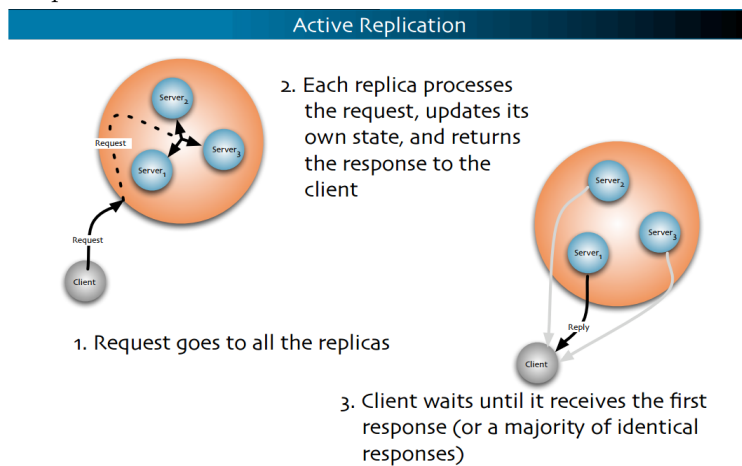 Active Replication
Server2
Request
Server3
Server1
Request
Client
2. Each replica processes
the request, updates its
own state, and returns
the response to the
client
Server2
Server3
Server1
Reply
Client
1. Request goes to all the replicas
3. Client waits until it receives the first
response (or a majority of identical
responses)